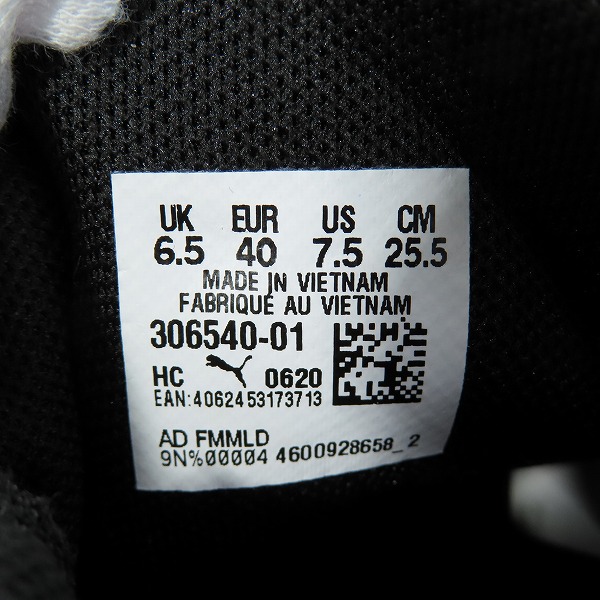 UK EUR US CM
6.5 40 7.5 25.5
MADE IN VIETNAM
FABRIQUÉ AU VIETNAM
306540-01
HC 0620
EAN:4062453173713
AD FMMLD
9N%00004 4600928658_2